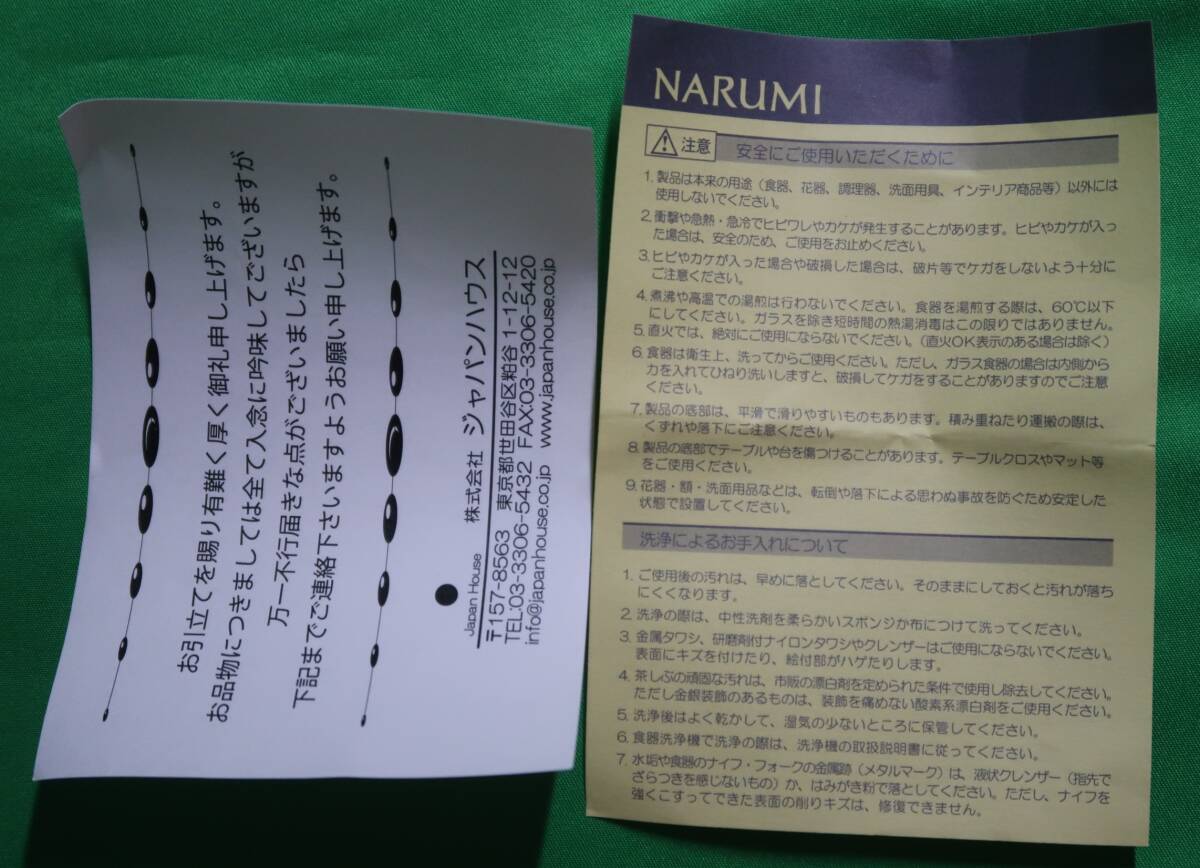 お引立てを賜り有難く厚く御礼申し上げます。
お品物につきましては全て入念に吟味してございますが
万一不行届きな点がございましたら
下記までご連絡下さいますようお願い申し上げます。
Japan House 株式会社 ジャパンハウス
〒157-8563 東京都世田谷区粕谷 1-12-12
TEL:03-3306-5432 FAX:03-3306-5420
info@japanhouse.co.jp www.japanhouse.co.jp
NARUMI
注意 安全にご使用いただくために
1. 製品は本来の用途（食器、花器、調理器、洗面用具、インテリア商品等）以外には
使用しないでください。
2. 衝撃や急熱・急冷でヒビワレやカケが発生することがあります。ヒビやカケが入っ
た場合は、安全のため、ご使用をお止めください。
3. ヒビやカケが入った場合や破損した場合は、破片等でケガをしないよう十分に
ご注意ください。
4. 煮沸や高温での湯煎は行わないでください。食器を湯煎する際は、60℃以下
にしてください。ガラスを除き短時間の熱湯消毒はこの限りではありません。
5. 直火では、絶対にご使用にならないでください。（直火OK表示のある場合は除く）
6. 食器は衛生上、洗ってからご使用ください。ただし、ガラス食器の場合は内側から
力を入れてひねり洗いしますと、破損してケガをすることがありますのでご注意
ください。
7. 製品の底部は、平滑で滑りやすいものもあります。積み重ねたり運搬の際は、
くずれや落下にご注意ください。
8. 製品の底部でテーブルや台を傷つけることがあります。テーブルクロスやマット等
をご使用ください。
9. 花器・額・洗面用品などは、転倒や落下による思わぬ事故を防ぐため安定した
状態で設置してください。
洗浄によるお手入れについて
1. ご使用後の汚れは、早めに落としてください。そのままにしておくと汚れが落ち
にくくなります。
2. 洗浄の際は、中性洗剤を柔らかいスポンジか布につけて洗ってください。
3. 金属タワシ、研磨剤付ナイロンタワシやクレンザーはご使用にならないでください。
表面にキズを付けたり、絵付部がハゲたりします。
4. 茶しぶの頑固な汚れは、市販の漂白剤を定められた条件で使用し除去してください。
ただし金銀装飾のあるものは、装飾を痛めない酸素系漂白剤をご使用ください。
5. 洗浄後はよく乾かして、湿気の少ないところに保管してください。
6. 食器洗浄機で洗浄の際は、洗浄機の取扱説明書に従ってください。
7. 水垢や食器のナイフ・フォークの金属跡（メタルマーク）は、液状クレンザー（指先で
ざらつきを感じないもの）か、はみがき粉で落としてください。ただし、ナイフを
強くこすってできた表面の削りキズは、修復できません。